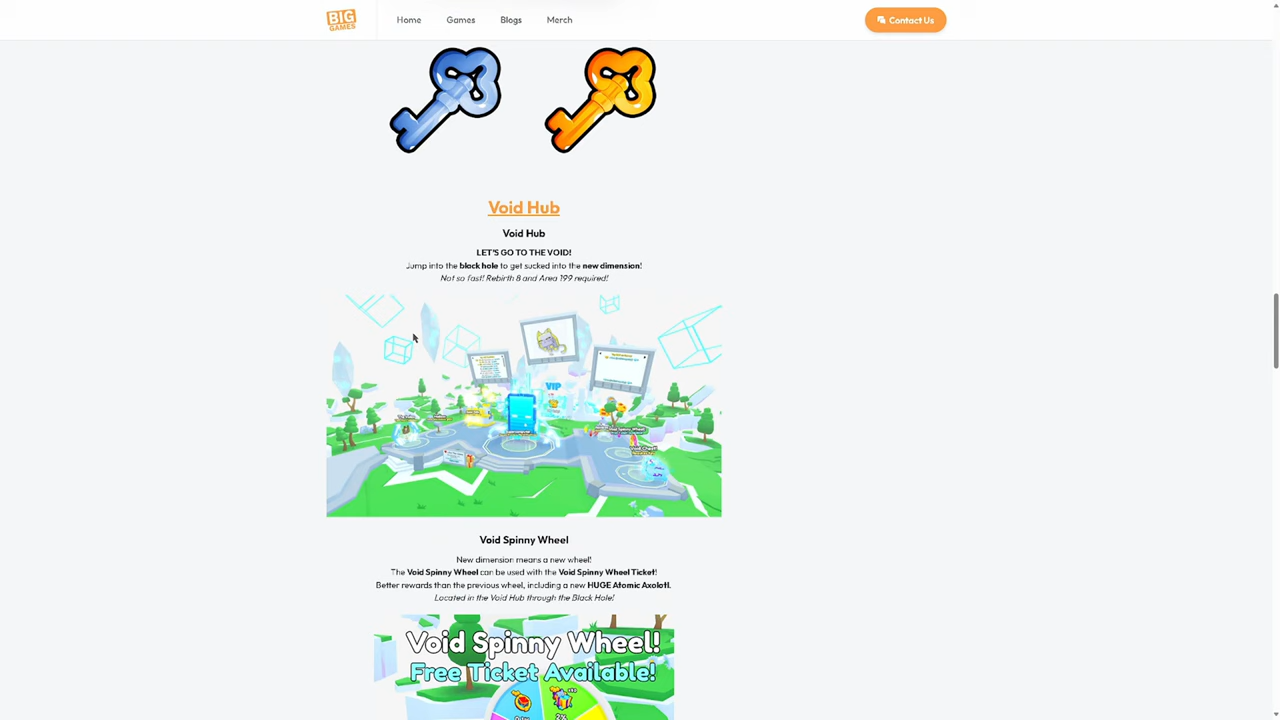 BIG
GAMES
Home
Games
Blogs
Merch
Contact Us
Void Hub
Void Hub
LET'S GO TO THE VOID!
Jump into the black hole to get sucked into the new dimension!
Not so fast! Rebirth 8 and Area 199 required!
VIP
Void Spinny Wheel
New dimension means a new wheel!
The Void Spinny Wheel can be used with the Void Spinny Wheel Ticket!
Better rewards than the previous wheel, including a new HUGE Atomic Axolotl.
Located in the Void Hub through the Black Hole!
Void Spinny Wheel!
Free Ticket Available!